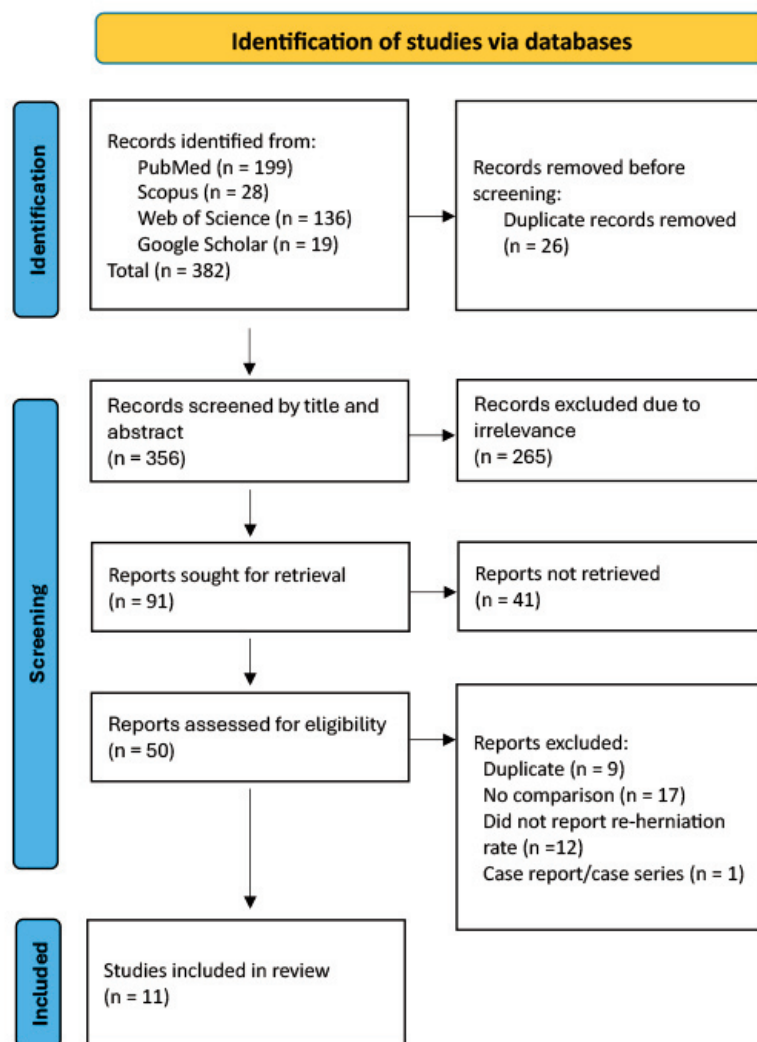 Identification of studies via databases
Identification
Records identified from:
PubMed (n = 199)
Scopus (n = 28)
Web of Science (n = 136)
Google Scholar (n = 19)
Total (n = 382)
Records removed before
screening:
Duplicate records removed
(n = 26)
Screening
Records screened by title and
abstract
(n = 356)
Records excluded due to
irrelevance
(n = 265)
Reports sought for retrieval
(n = 91)
Reports not retrieved
(n = 41)
Reports assessed for eligibility
(n = 50)
Reports excluded:
Duplicate (n = 9)
No comparison (n = 17)
Did not report re-herniation
rate (n =12)
Case report/case series (n = 1)
Included
Studies included in review
(n = 11)